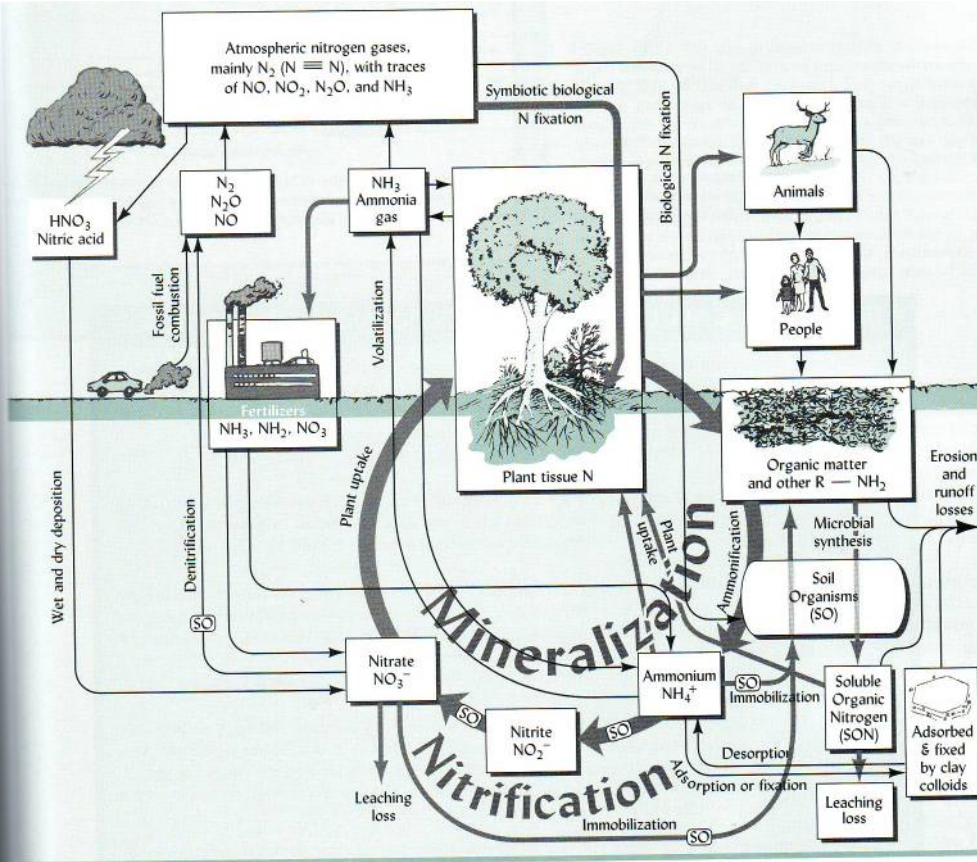 Atmospheric nitrogen gases,
mainly N₂ (N ≡ N), with traces
of NO, NO₂, N₂O, and NH₃
Symbiotic biological
N fixation
Biological N fixation
Animals
People
HNO₃
Nitric acid
N₂
N₂O
NO
NH₃
Ammonia
gas
Fossil fuel
combustion
Volatilization
Fertilizers
NH₃, NH₂, NO₃
Plant tissue N
Organic matter
and other R — NH₂
Erosion
and
runoff
losses
Wet and dry deposition
Denitrification
SO
Plant uptake
Plant
uptake
Mineralization
Ammonification
Microbial
synthesis
Soil
Organisms
(SO)
Nitrate
NO₃⁻
Ammonium
NH₄⁺
SO
Immobilization
Soluble
Organic
Nitrogen
(SON)
Adsorbed
& fixed
by clay
colloids
SO
Nitrite
NO₂⁻
SO
Nitrification
Desorption
Adsorption or fixation
Leaching
loss
Leaching
loss
Immobilization
SO